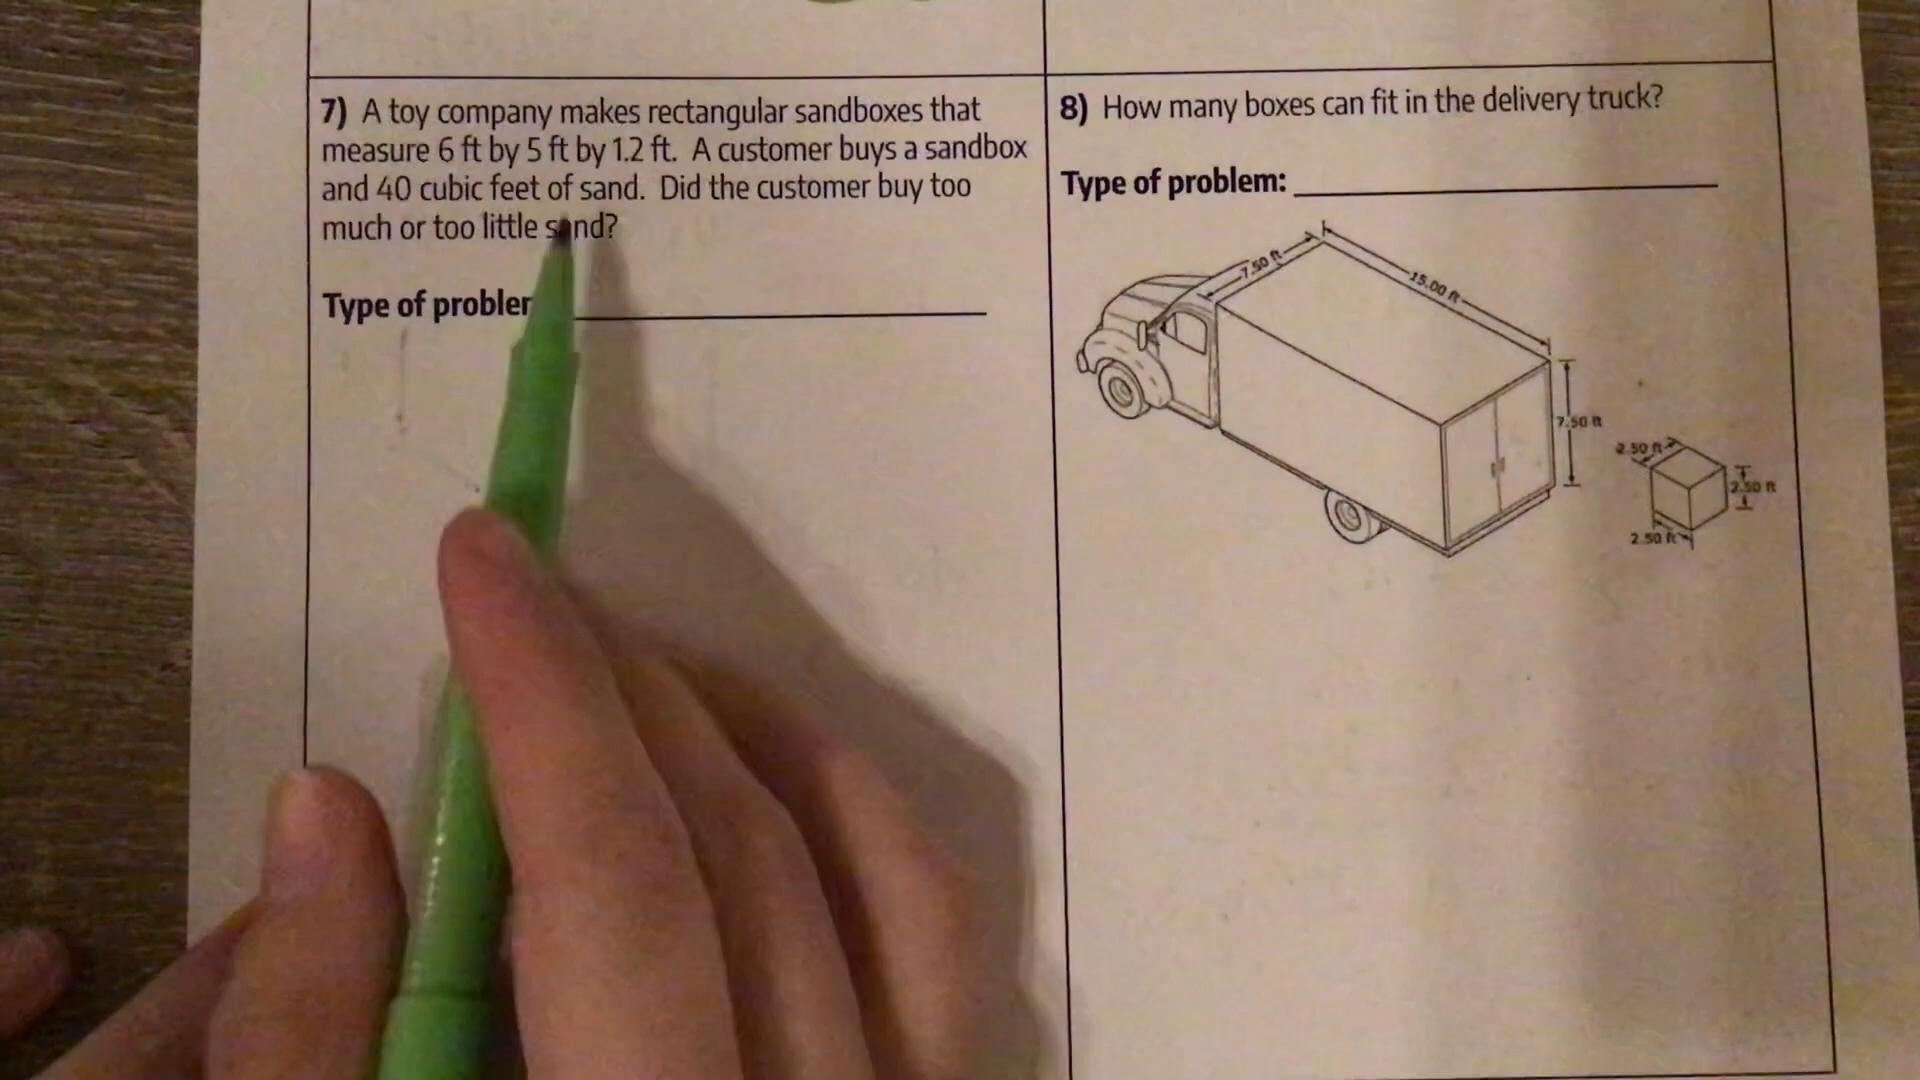 7) A toy company makes rectangular sandboxes that
measure 6 ft by 5 ft by 1.2 ft. A customer buys a sandbox
and 40 cubic feet of sand. Did the customer buy too
much or too little sand?
Type of probler
8) How many boxes can fit in the delivery truck?
Type of problem:
7.50 ft
15.00 ft
7.50 ft
2.50 ft
2.50 ft
2.50 ft